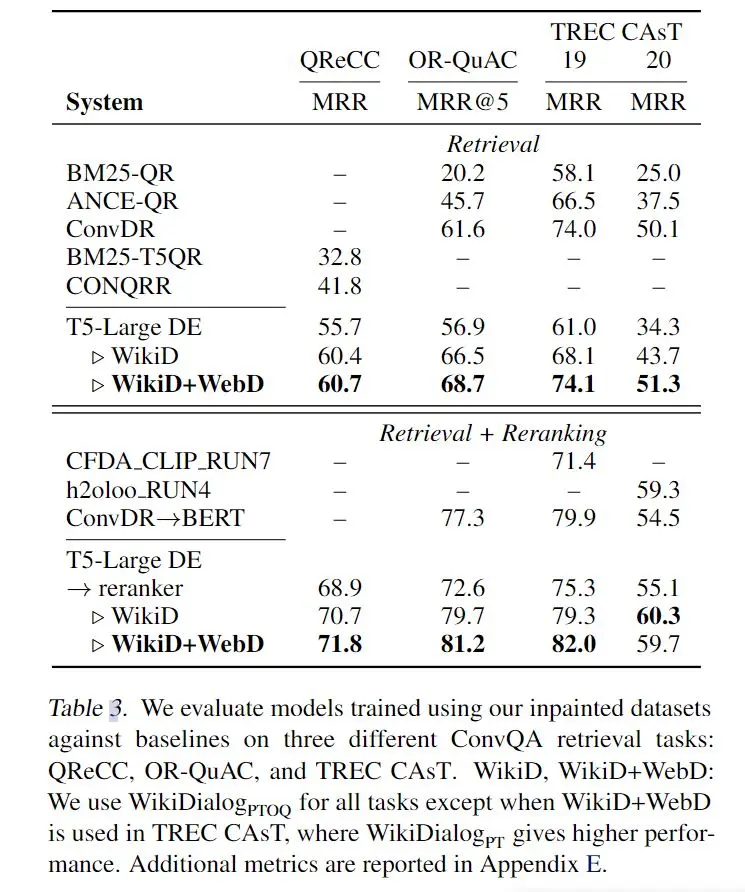 TREC CAsT
QReCC OR-QuAC 19 20
System MRR MRR@5 MRR MRR
Retrieval
BM25-QR – 20.2 58.1 25.0
ANCE-QR – 45.7 66.5 37.5
ConvDR – 61.6 74.0 50.1
BM25-T5QR 32.8 – – –
CONQRR 41.8 – – –
T5-Large DE 55.7 56.9 61.0 34.3
▷ WikiD 60.4 66.5 68.1 43.7
▷ WikiD+WebD 60.7 68.7 74.1 51.3
Retrieval + Reranking
CFDA_CLIP_RUN7 – – 71.4 –
h2oloo_RUN4 – – – 59.3
ConvDR→BERT – 77.3 79.9 54.5
T5-Large DE
→ reranker 68.9 72.6 75.3 55.1
▷ WikiD 70.7 79.7 79.3 60.3
▷ WikiD+WebD 71.8 81.2 82.0 59.7
Table 3. We evaluate models trained using our inpainted datasets
against baselines on three different ConvQA retrieval tasks:
QReCC, OR-QuAC, and TREC CAsT. WikiD, WikiD+WebD:
We use WikiDialogPTOQ for all tasks except when WikiD+WebD
is used in TREC CAsT, where WikiDialogPT gives higher perfor-
mance. Additional metrics are reported in Appendix E.